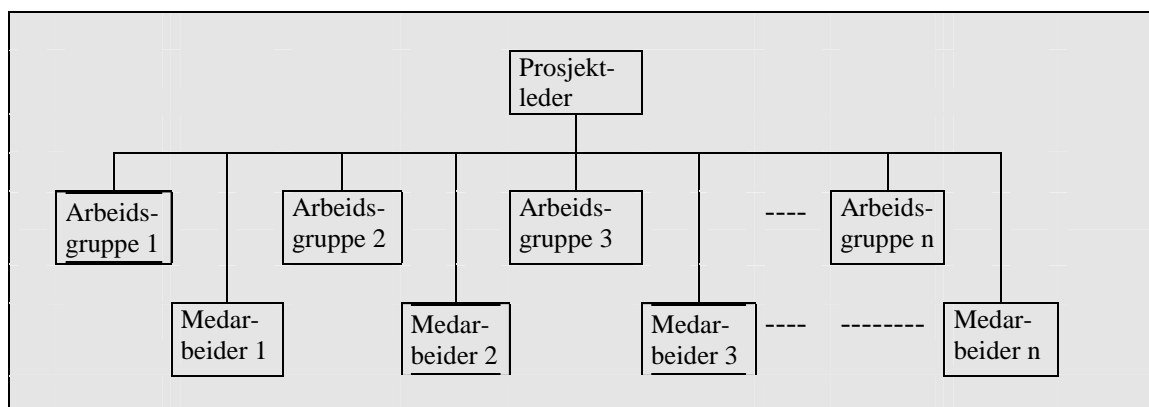 Prosjekt-
leder
Arbeids-
gruppe 1
Arbeids-
gruppe 2
Arbeids-
gruppe 3
----
Arbeids-
gruppe n
Medar-
beider 1
Medar-
beider 2
Medar-
beider 3
---- --------
Medar-
beider n